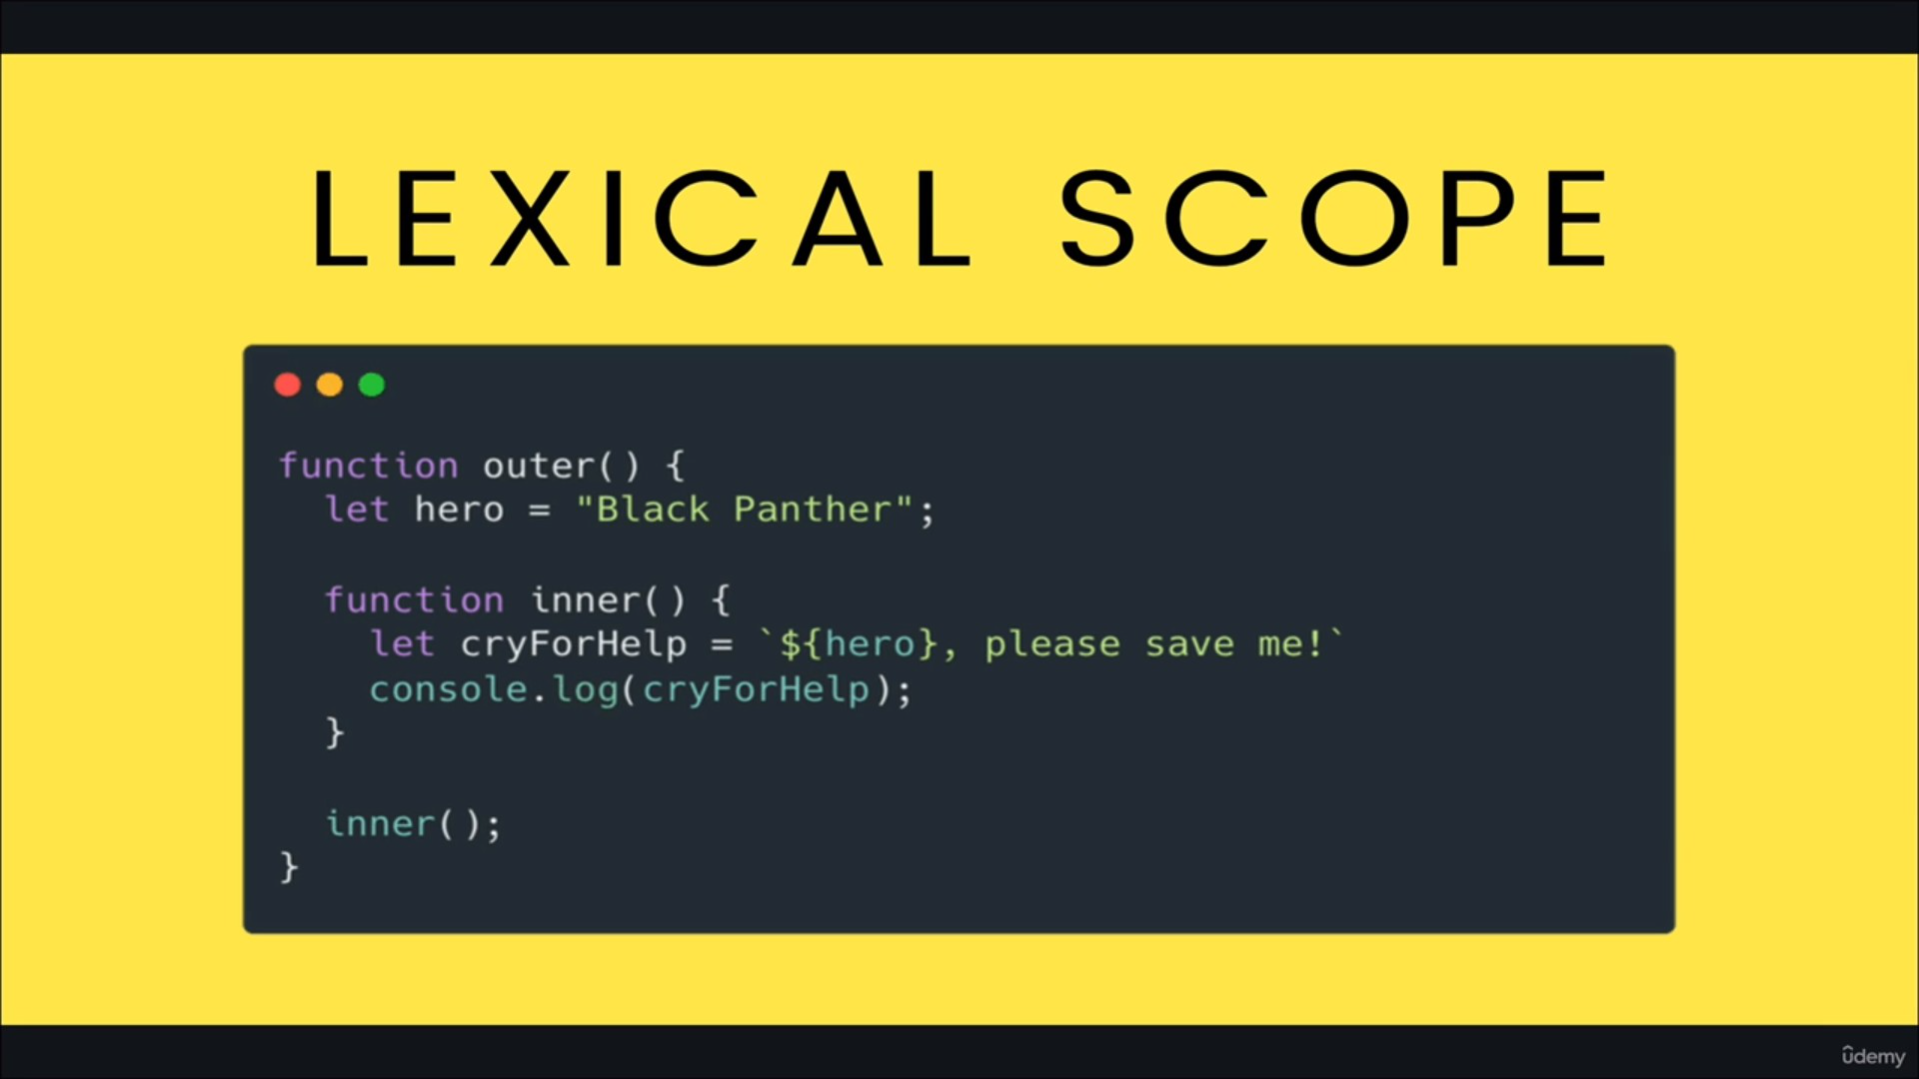 LEXICAL SCOPE
function outer() {
  let hero = "Black Panther";
  function inner() {
    let cryForHelp = `${hero}, please save me!`
    console.log(cryForHelp);
  }
  inner();
}
ûdemy